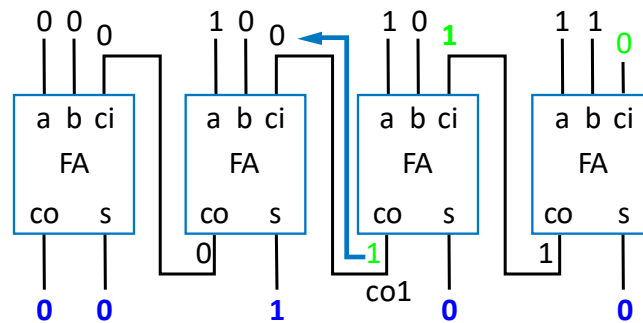 0 0 0 1 0 0 1 0 1 1 1 0
a b ci a b ci a b ci a b ci
FA FA FA FA
co s co s co s co s
0 1 1
co1
0 0 1 0 0